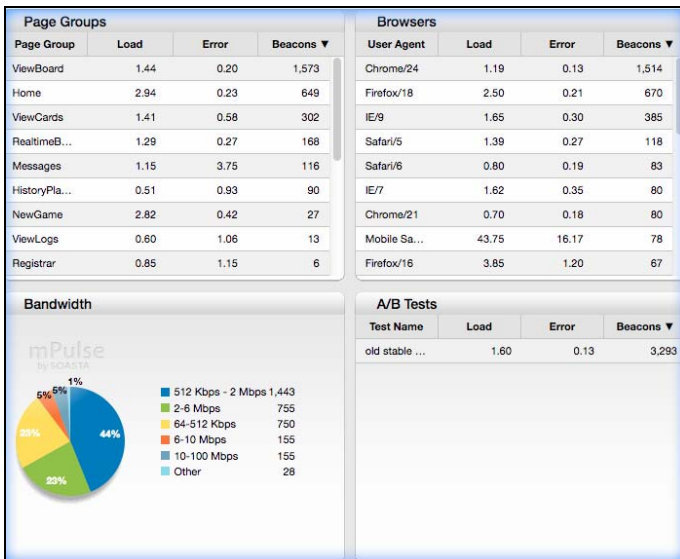 Page Groups
Page Group Load Error Beacons ▼
ViewBoard 1.44 0.20 1,573
Home 2.94 0.23 649
ViewCards 1.41 0.58 302
RealtimeB... 1.29 0.27 168
Messages 1.15 3.75 116
HistoryPla... 0.51 0.93 90
NewGame 2.82 0.42 27
ViewLogs 0.60 1.06 13
Registrar 0.85 1.15 6
Browsers
User Agent Load Error Beacons ▼
Chrome/24 1.19 0.13 1,514
Firefox/18 2.50 0.21 670
IE/9 1.65 0.30 385
Safari/5 1.39 0.27 118
Safari/6 0.80 0.19 83
IE/7 1.62 0.35 80
Chrome/21 0.70 0.18 80
Mobile Sa... 43.75 16.17 78
Firefox/16 3.85 1.20 67
Bandwidth
mPulse
by SOASTA
1%
5%
5%
23%
44%
23%
512 Kbps - 2 Mbps 1,443
2-6 Mbps 755
64-512 Kbps 750
6-10 Mbps 155
10-100 Mbps 155
Other 28
A/B Tests
Test Name Load Error Beacons ▼
old stable ... 1.60 0.13 3,293